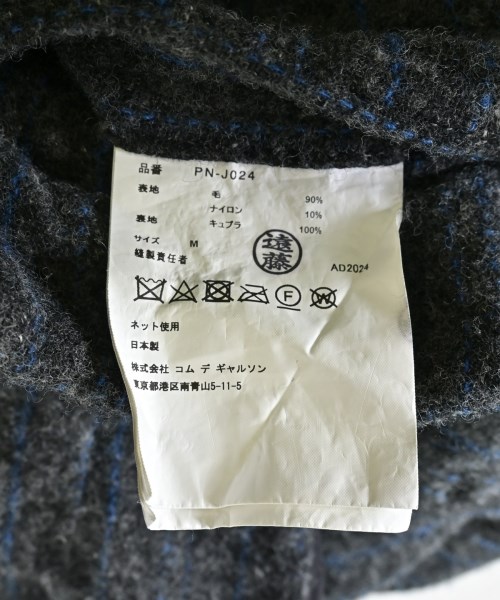 品番 PN-J024
表地 毛 90%
ナイロン 10%
裏地 キュプラ 100%
サイズ M
縫製責任者 遠藤
AD2024
F W
ネット使用
日本製
株式会社 コム デ ギャルソン
東京都港区南青山5-11-5